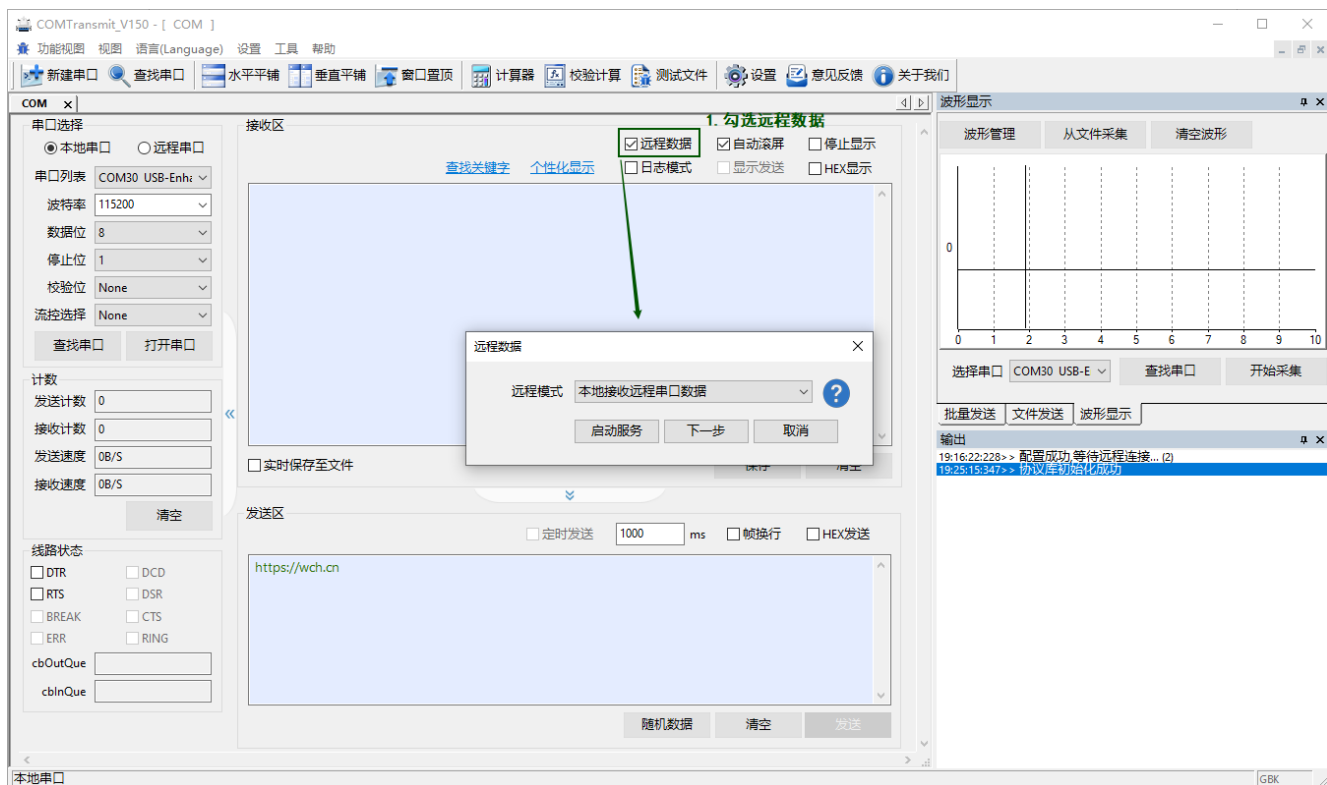 COMTransmit_V150 - [ COM ]
功能视图 视图 语言(Language) 设置 工具 帮助
新建串口 查找串口 水平平铺 垂直平铺 窗口置顶 计算器 校验计算 测试文件 设置 意见反馈 关于我们
COM x
串口选择
本地串口 远程串口
串口列表 COM30 USB-Enha
波特率 115200
数据位 8
停止位 1
校验位 None
流控选择 None
查找串口 打开串口
计数
发送计数 0
接收计数 0
发送速度 0B/S
接收速度 0B/S
清空
线路状态
DTR DCD
RTS DSR
BREAK CTS
ERR RING
cbOutQue
cbInQue
接收区
1. 勾选远程数据
远程数据 自动滚屏 停止显示
查找关键字 个性化显示 日志模式 显示发送 HEX显示
远程数据
远程模式 本地接收远程串口数据
启动服务 下一步 取消
实时保存至文件 保存 清空
发送区
定时发送 1000 ms 帧换行 HEX发送
https://wch.cn
随机数据 清空 发送
波形显示
波形管理 从文件采集 清空波形
0
0 1 2 3 4 5 6 7 8 9 10
选择串口 COM30 USB-E 查找串口 开始采集
批量发送 文件发送 波形显示
输出
19:16:22:228>> 配置成功,等待远程连接... (2)
19:25:15:347>> 协议库初始化成功
本地串口
GBK